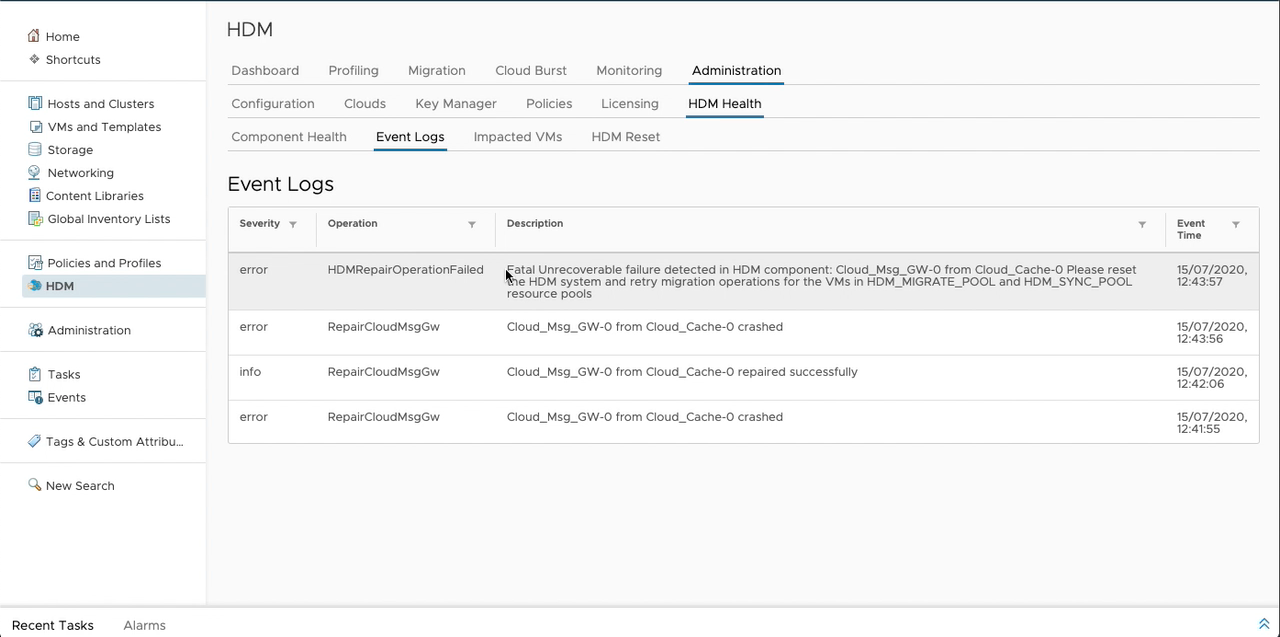 HDM
Home
Shortcuts
Hosts and Clusters
VMs and Templates
Storage
Networking
Content Libraries
Global Inventory Lists
Policies and Profiles
HDM
Administration
Tasks
Events
Tags & Custom Attribu...
New Search
Dashboard Profiling Migration Cloud Burst Monitoring Administration
Configuration Clouds Key Manager Policies Licensing HDM Health
Component Health Event Logs Impacted VMs HDM Reset
Event Logs
Severity Operation Description Event
Time
error HDMRepairOperationFailed Fatal Unrecoverable failure detected in HDM component: Cloud_Msg_GW-0 from Cloud_Cache-0 Please reset
the HDM system and retry migration operations for the VMs in HDM_MIGRATE_POOL and HDM_SYNC_POOL
resource pools
15/07/2020,
12:43:57
error RepairCloudMsgGw Cloud_Msg_GW-0 from Cloud_Cache-0 crashed 15/07/2020,
12:43:56
info RepairCloudMsgGw Cloud_Msg_GW-0 from Cloud_Cache-0 repaired successfully 15/07/2020,
12:42:06
error RepairCloudMsgGw Cloud_Msg_GW-0 from Cloud_Cache-0 crashed 15/07/2020,
12:41:55
Recent Tasks Alarms